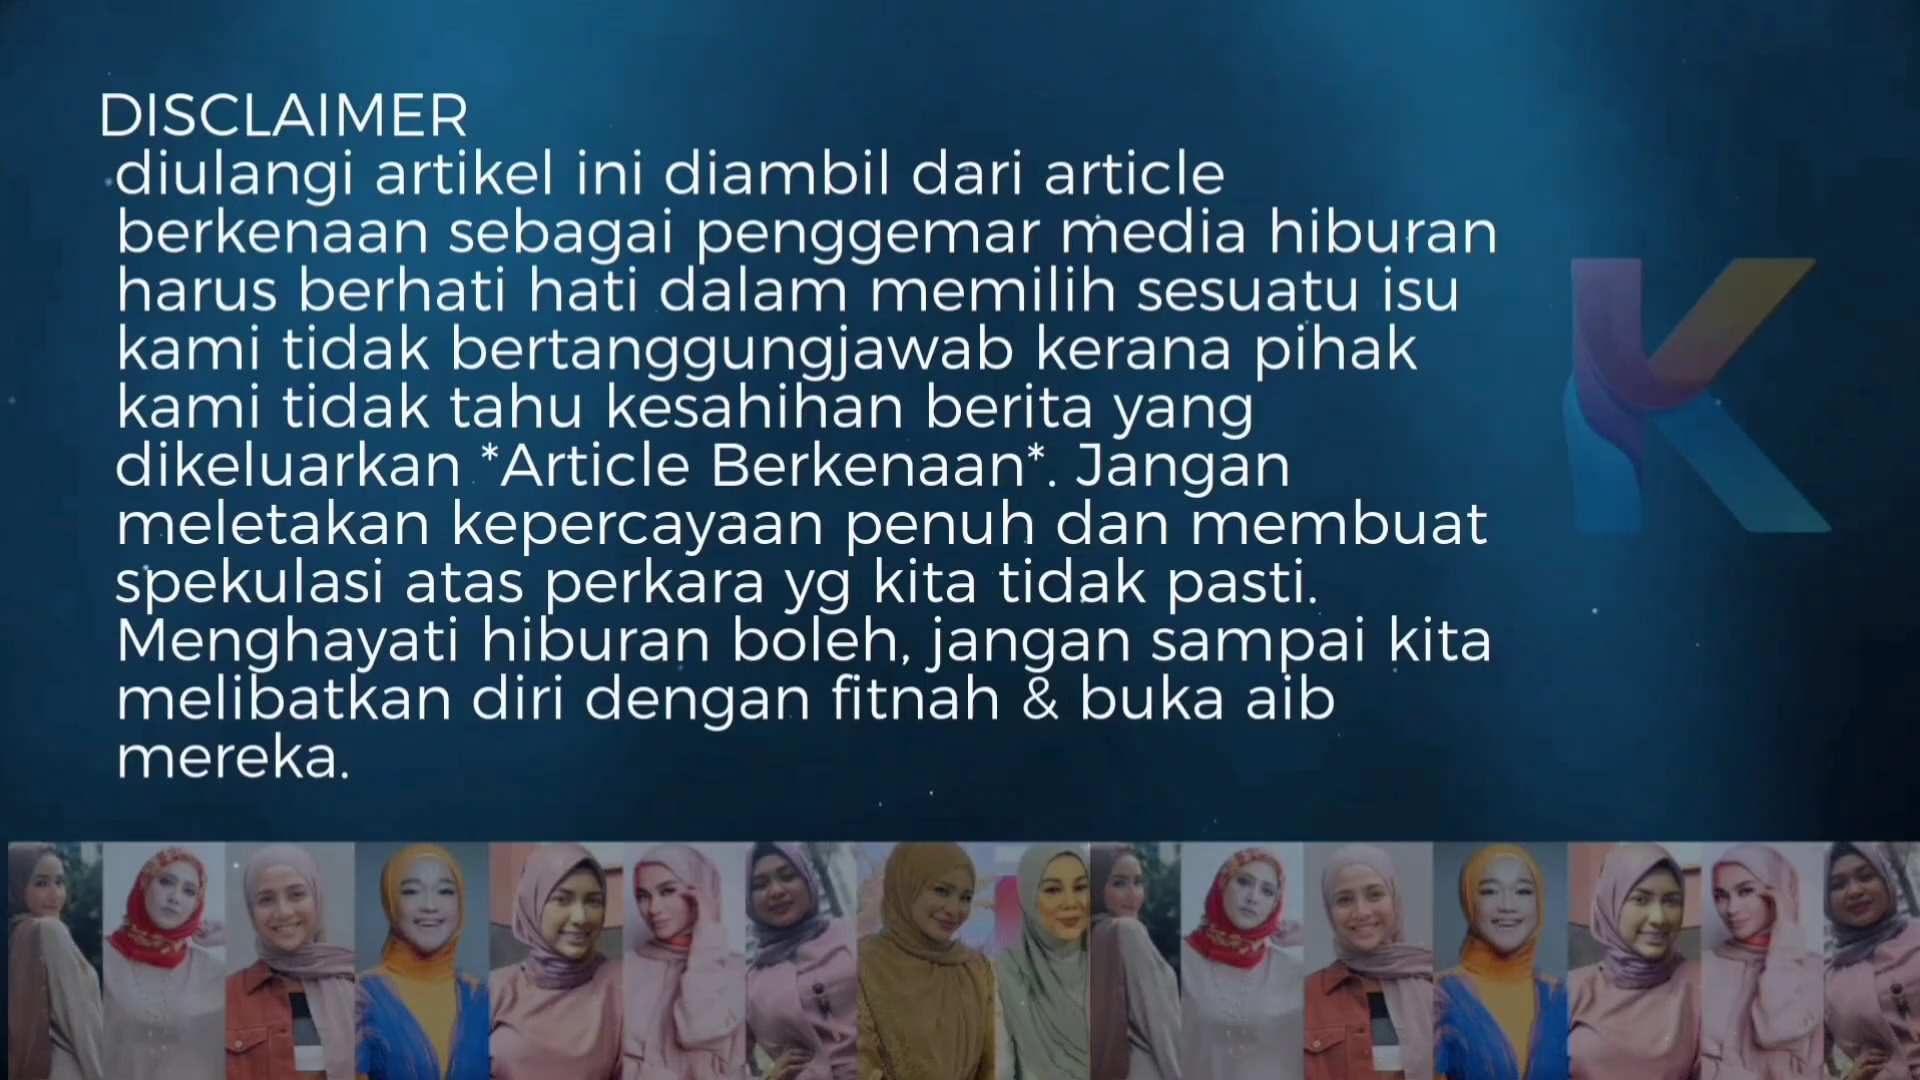 DISCLAIMER
diulangi artikel ini diambil dari article
berkenaan sebagai penggemar media hiburan
harus berhati hati dalam memilih sesuatu isu
kami tidak bertanggungjawab kerana pihak
kami tidak tahu kesahihan berita yang
dikeluarkan *Article Berkenaan*. Jangan
meletakan kepercayaan penuh dan membuat
spekulasi atas perkara yg kita tidak pasti.
Menghayati hiburan boleh, jangan sampai kita
melibatkan diri dengan fitnah & buka aib
mereka.
K